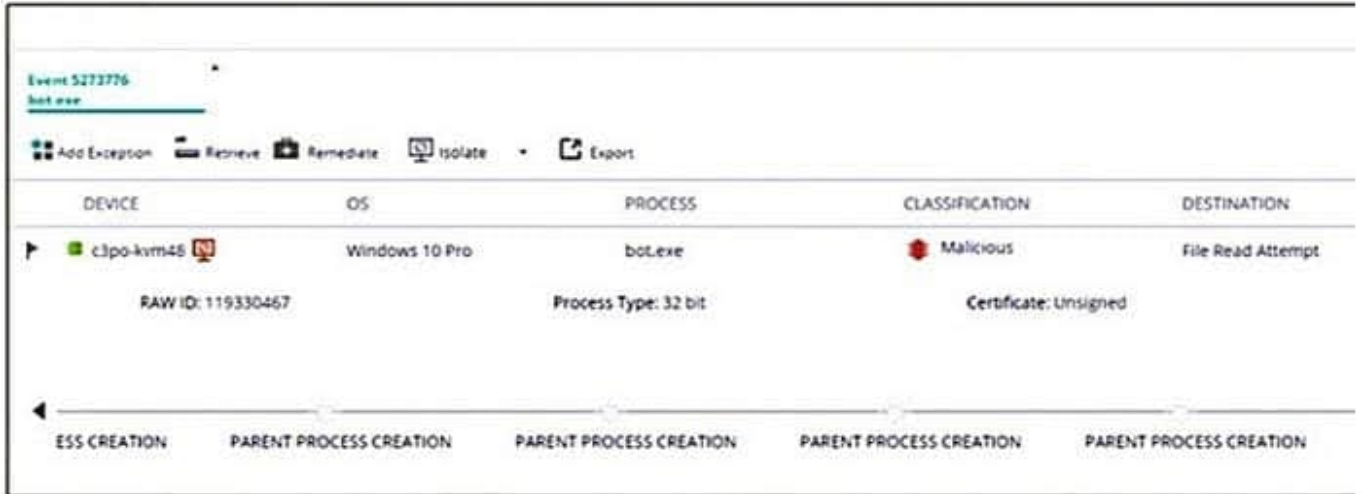 Event 5273776
bot.exe
Add Exception Retrieve Remediate Isolate Export
DEVICE OS PROCESS CLASSIFICATION DESTINATION
c3po-kvm46 Windows 10 Pro bot.exe Malicious File Read Attempt
RAW ID: 119330467 Process Type: 32 bit Certificate: Unsigned
ESS CREATION PARENT PROCESS CREATION PARENT PROCESS CREATION PARENT PROCESS CREATION PARENT PROCESS CREATION